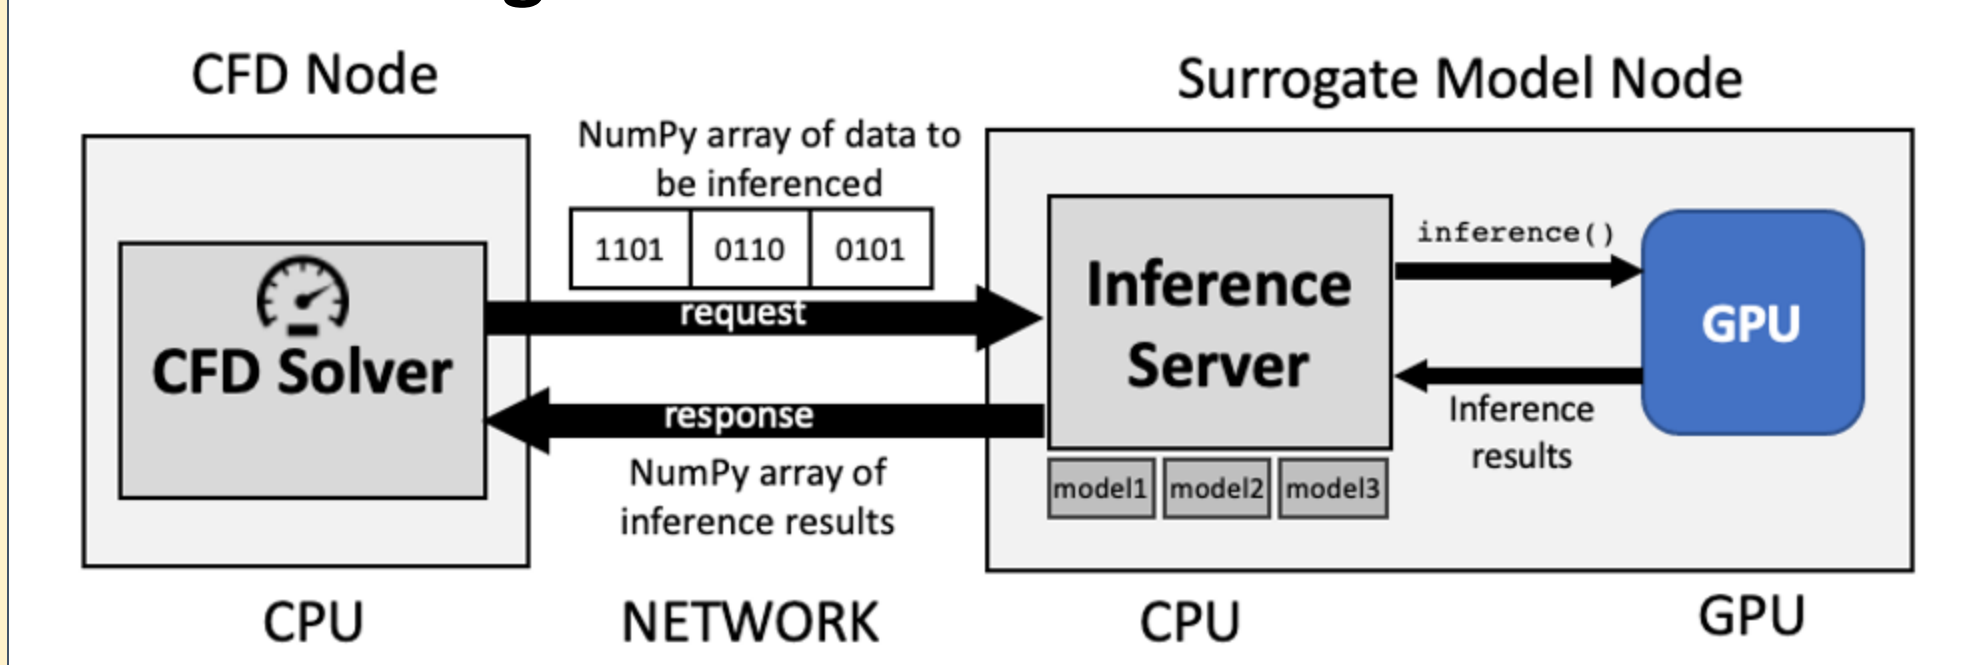 CFD Node
Surrogate Model Node
NumPy array of data to
be inferenced
1101 0110 0101
request
CFD Solver
response
NumPy array of
inference results
Inference
Server
model1 model2 model3
inference()
GPU
Inference
results
CPU
NETWORK
CPU
GPU